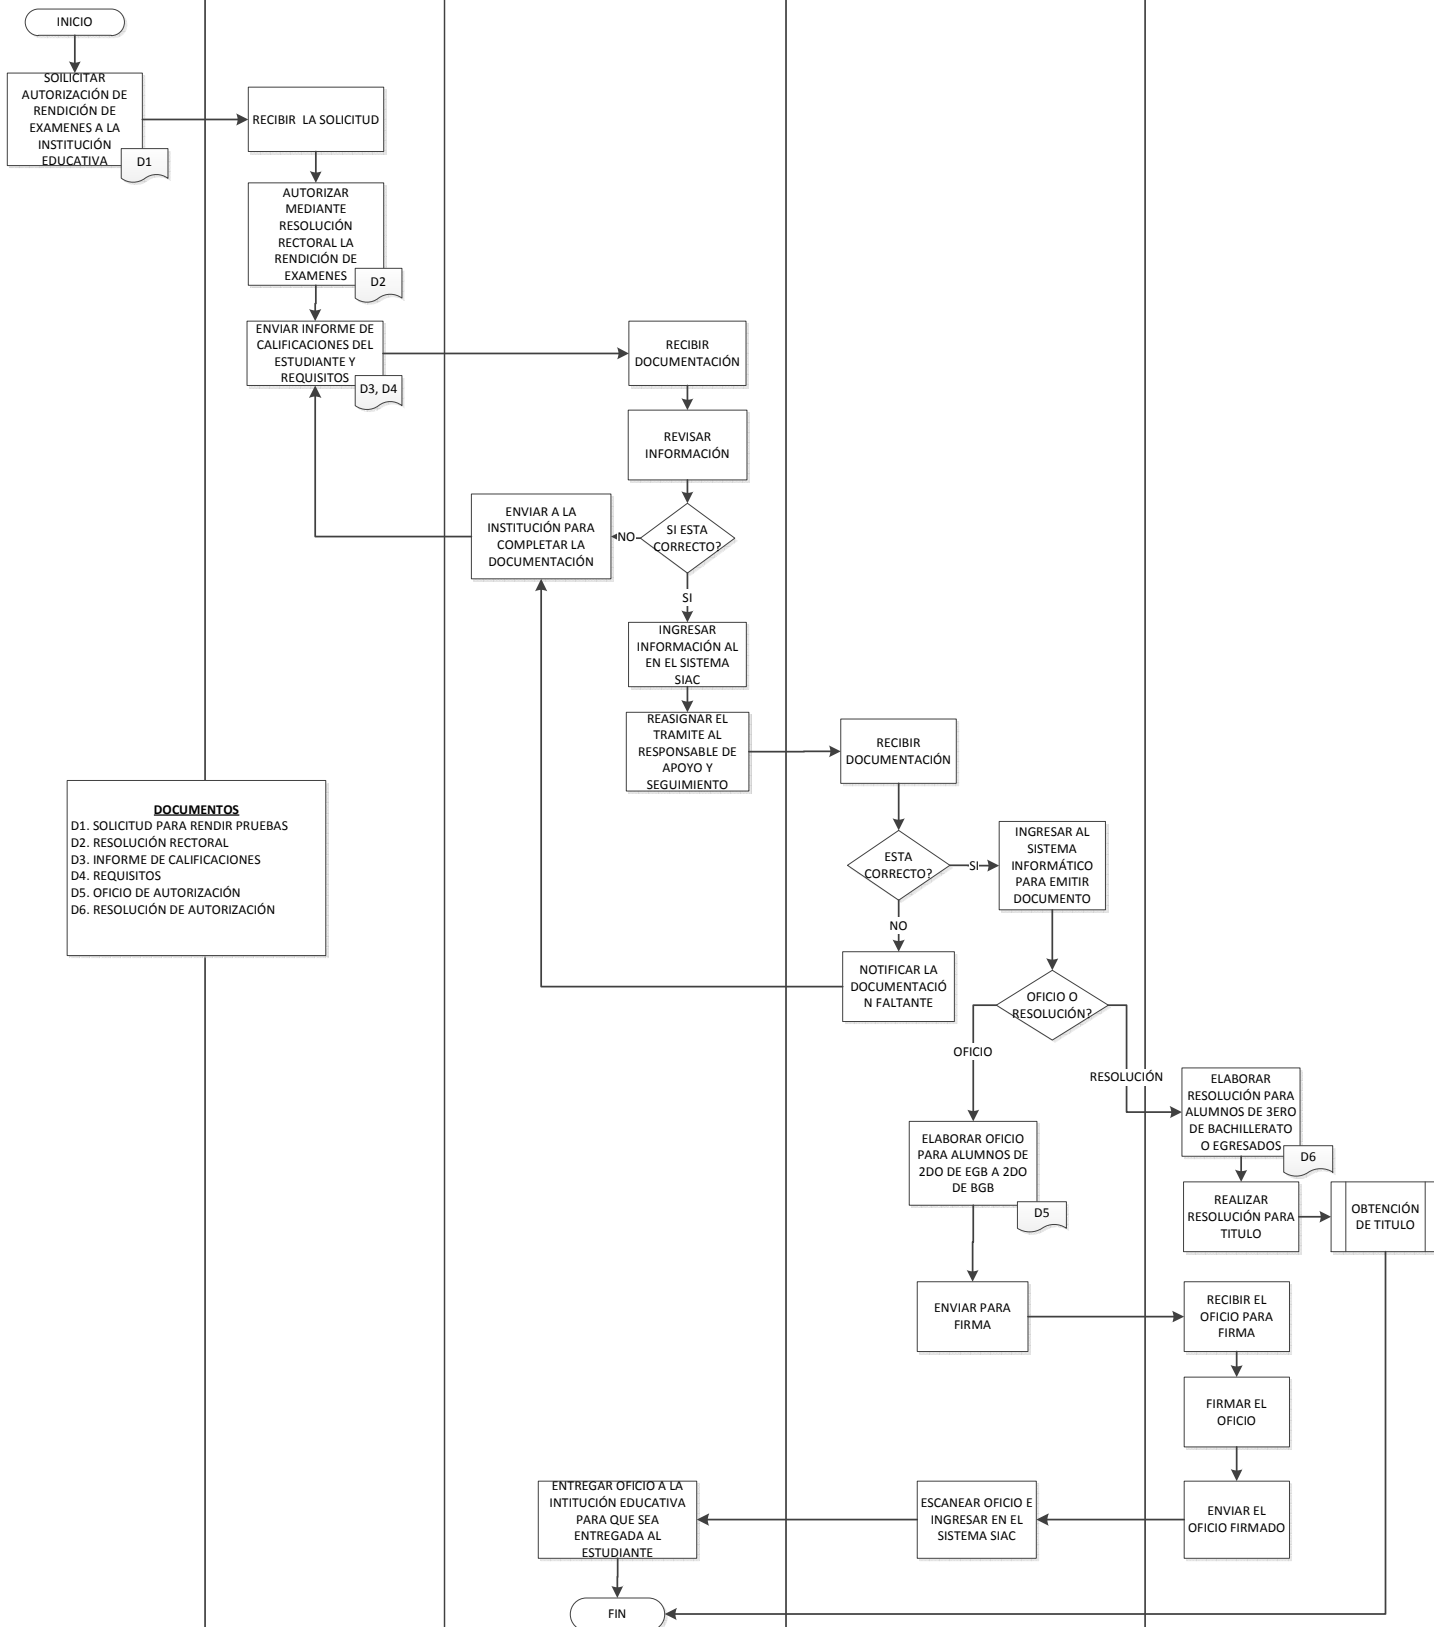 INICIO
SOILICITAR
AUTORIZACIÓN DE
RENDICIÓN DE
EXAMENES A LA
INSTITUCIÓN
EDUCATIVA
D1
RECIBIR LA SOLICITUD
AUTORIZAR
MEDIANTE
RESOLUCIÓN
RECTORAL LA
RENDICIÓN DE
EXAMENES
D2
ENVIAR INFORME DE
CALIFICACIONES DEL
ESTUDIANTE Y
REQUISITOS
D3, D4
RECIBIR
DOCUMENTACIÓN
REVISAR
INFORMACIÓN
SI ESTA
CORRECTO?
NO
ENVIAR A LA
INSTITUCIÓN PARA
COMPLETAR LA
DOCUMENTACIÓN
SI
INGRESAR
INFORMACIÓN AL
EN EL SISTEMA
SIAC
REASIGNAR EL
TRAMITE AL
RESPONSABLE DE
APOYO Y
SEGUIMIENTO
RECIBIR
DOCUMENTACIÓN
DOCUMENTOS
D1. SOLICITUD PARA RENDIR PRUEBAS
D2. RESOLUCIÓN RECTORAL
D3. INFORME DE CALIFICACIONES
D4. REQUISITOS
D5. OFICIO DE AUTORIZACIÓN
D6. RESOLUCIÓN DE AUTORIZACIÓN
ESTA
CORRECTO?
SI
INGRESAR AL
SISTEMA
INFORMÁTICO
PARA EMITIR
DOCUMENTO
NO
NOTIFICAR LA
DOCUMENTACIÓ
N FALTANTE
OFICIO O
RESOLUCIÓN?
OFICIO
RESOLUCIÓN
ELABORAR
RESOLUCIÓN PARA
ALUMNOS DE 3ERO
DE BACHILLERATO
O EGRESADOS
D6
ELABORAR OFICIO
PARA ALUMNOS DE
2DO DE EGB A 2DO
DE BGB
D5
REALIZAR
RESOLUCIÓN PARA
TITULO
OBTENCIÓN
DE TITULO
ENVIAR PARA
FIRMA
RECIBIR EL
OFICIO PARA
FIRMA
FIRMAR EL
OFICIO
ENVIAR EL
OFICIO FIRMADO
ESCANEAR OFICIO E
INGRESAR EN EL
SISTEMA SIAC
ENTREGAR OFICIO A LA
INTITUCIÓN EDUCATIVA
PARA QUE SEA
ENTREGADA AL
ESTUDIANTE
FIN